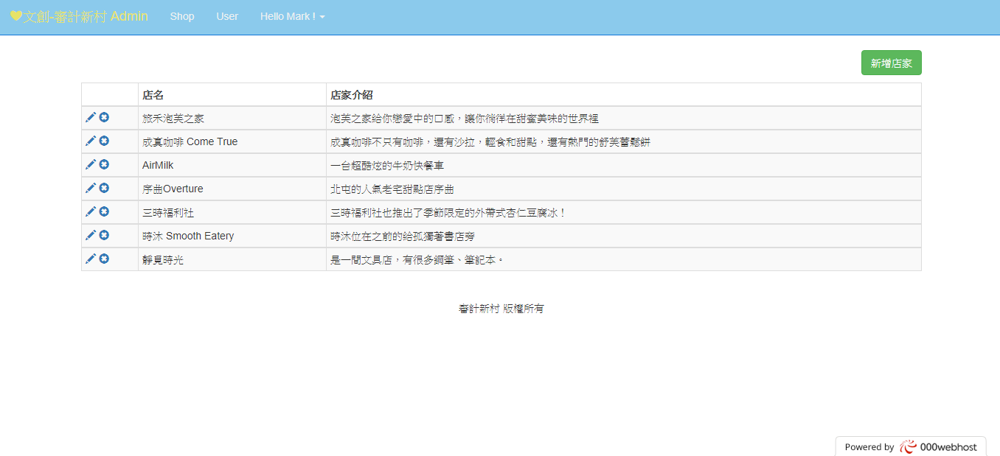 文創-審計新村 Admin Shop User Hello Mark !
新增店家
店名 店家介紹
旅禾泡芙之家 泡芙之家給你戀愛中的口感，讓你徜徉在甜蜜美味的世界裡
成真咖啡 Come True 成真咖啡不只有咖啡，還有沙拉，輕食和甜點，還有熱門的舒芙蕾鬆餅
AirMilk 一台超酷炫的牛奶快餐車
序曲Overture 北屯的人氣老宅甜點店序曲
三時福利社 三時福利社也推出了季節限定的外帶式杏仁豆腐冰！
時沐 Smooth Eatery 時沐位在之前的給孤獨著書店旁
靜覓時光 是一間文具店，有很多鋼筆、筆記本。
審計新村 版權所有
Powered by 000webhost